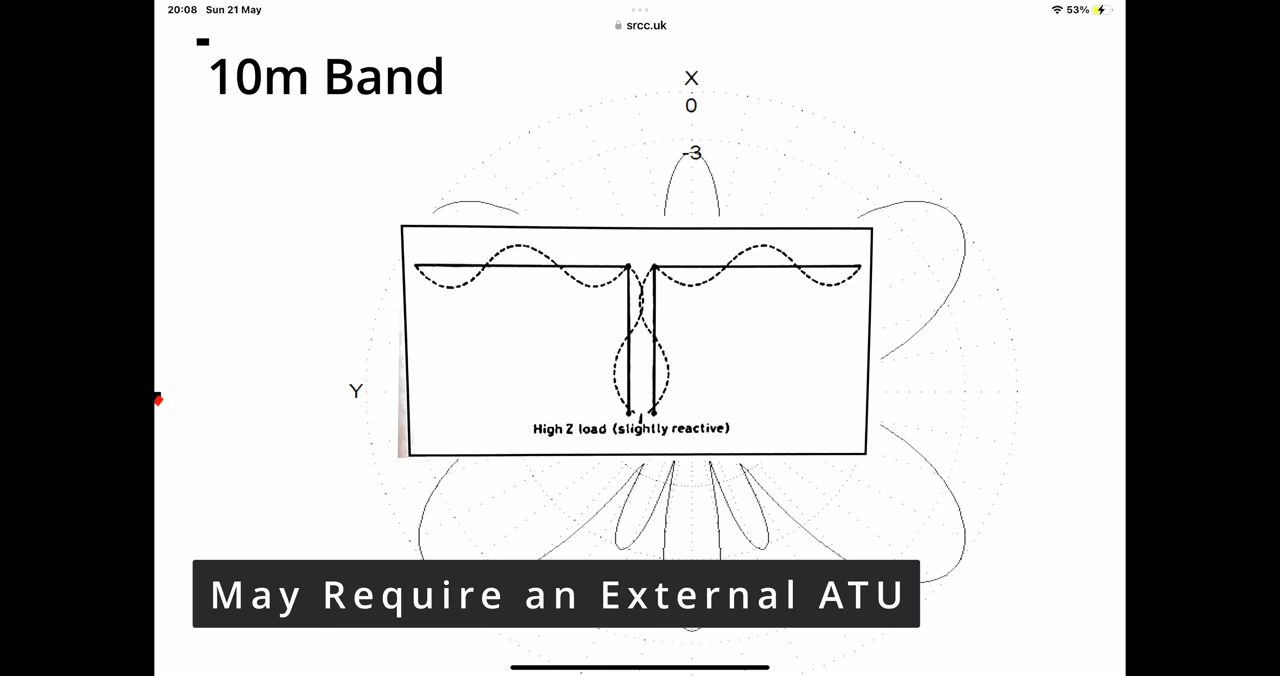 20:08 Sun 21 May
53%
srcc.uk
10m Band
X
0
-3
Y
High Z load (slightly reactive)
May Require an External ATU